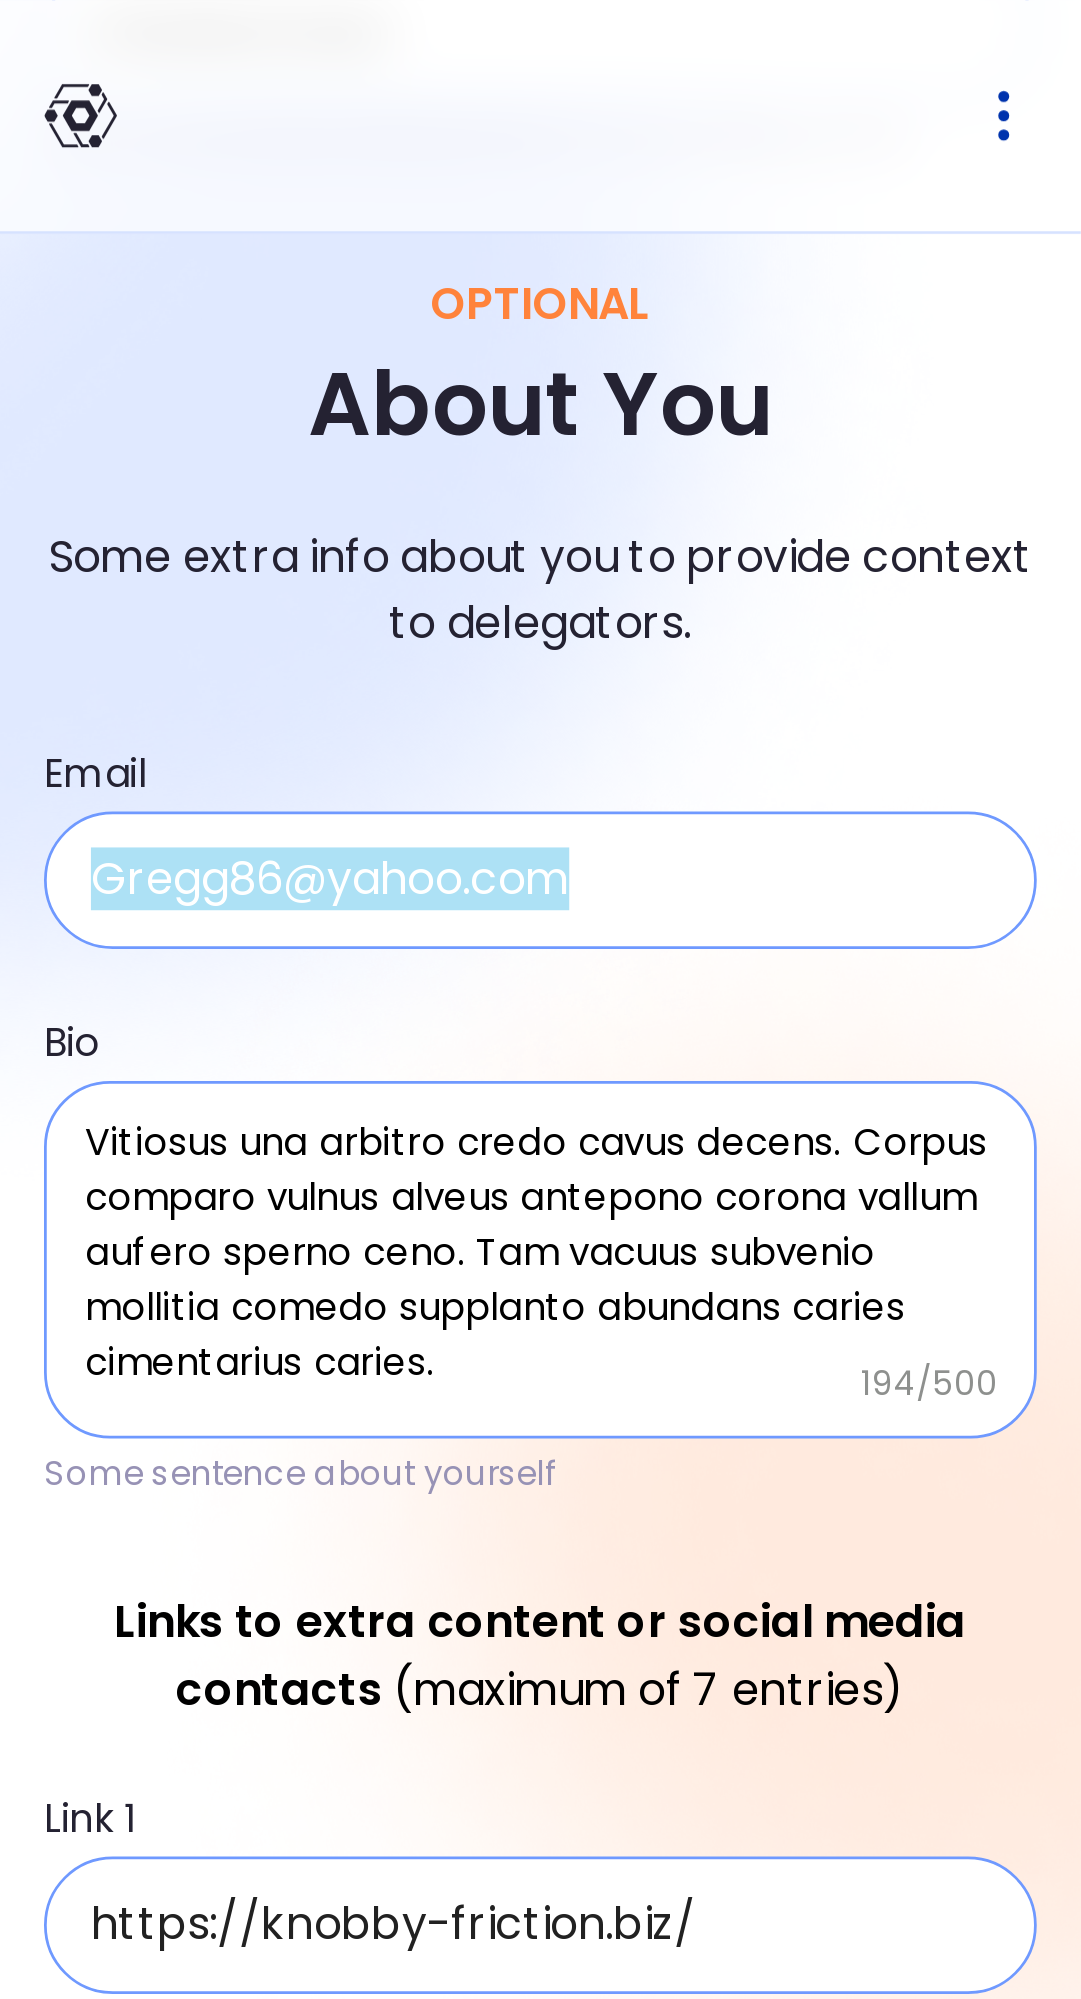 OPTIONAL
About You
Some extra info about you to provide context
to delegators.
Email
Gregg86@yahoo.com
Bio
Vitiosus una arbitro credo cavus decens. Corpus
comparo vulnus alveus antepono corona vallum
aufero sperno ceno. Tam vacuus subvenio
mollitia comedo supplanto abundans caries
cimentarius caries.
194/500
Some sentence about yourself
Links to extra content or social media
contacts (maximum of 7 entries)
Link 1
https://knobby-friction.biz/